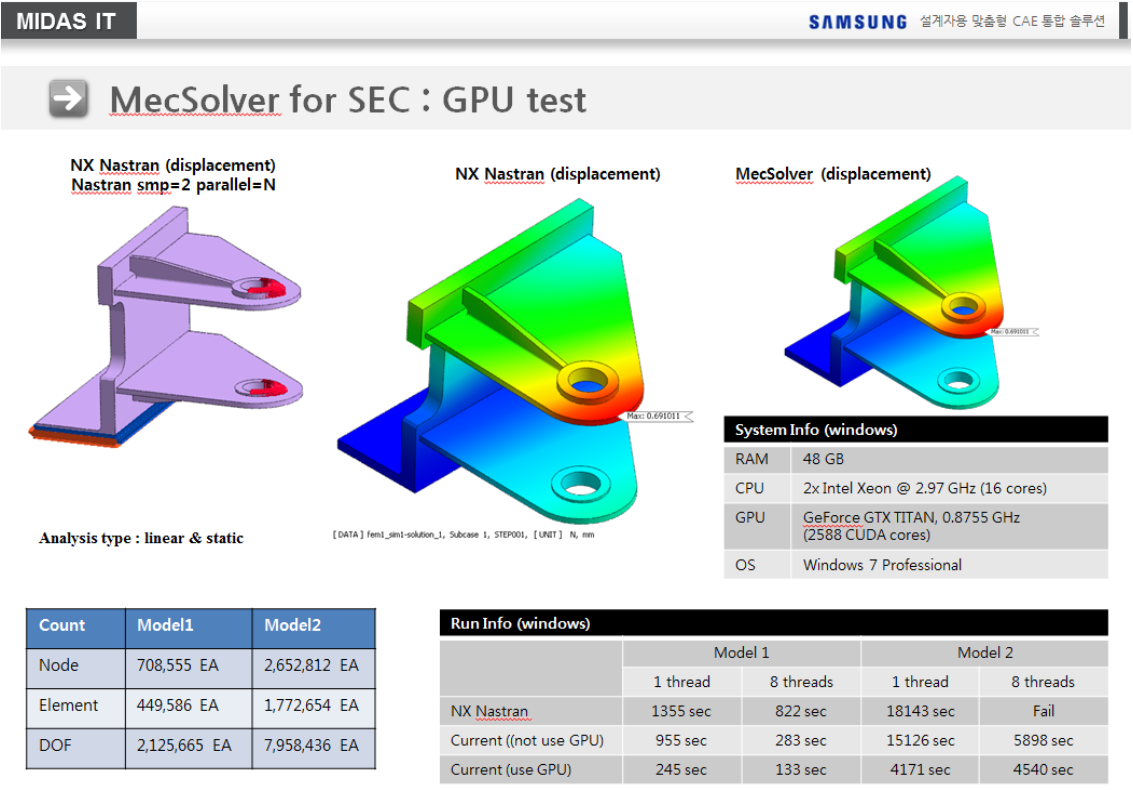 MIDAS IT
SAMSUNG 설계자용 맞춤형 CAE 통합 솔루션
MecSolver for SEC : GPU test
NX Nastran (displacement)
Nastran smp=2 parallel=N
NX Nastran (displacement)
MecSolver (displacement)
Max: 0.691011
Max: 0.691011
[ DATA ] fem1_sim1-solution_1, Subcase 1, STEP001, [ UNIT ] N, mm
Analysis type : linear & static
System Info (windows)
RAM 48 GB
CPU 2x Intel Xeon @ 2.97 GHz (16 cores)
GPU GeForce GTX TITAN, 0.8755 GHz
(2588 CUDA cores)
OS Windows 7 Professional
Count Model1 Model2
Node 708,555 EA 2,652,812 EA
Element 449,586 EA 1,772,654 EA
DOF 2,125,665 EA 7,958,436 EA
Run Info (windows)
Model 1 Model 2
1 thread 8 threads 1 thread 8 threads
NX Nastran 1355 sec 822 sec 18143 sec Fail
Current ((not use GPU) 955 sec 283 sec 15126 sec 5898 sec
Current (use GPU) 245 sec 133 sec 4171 sec 4540 sec